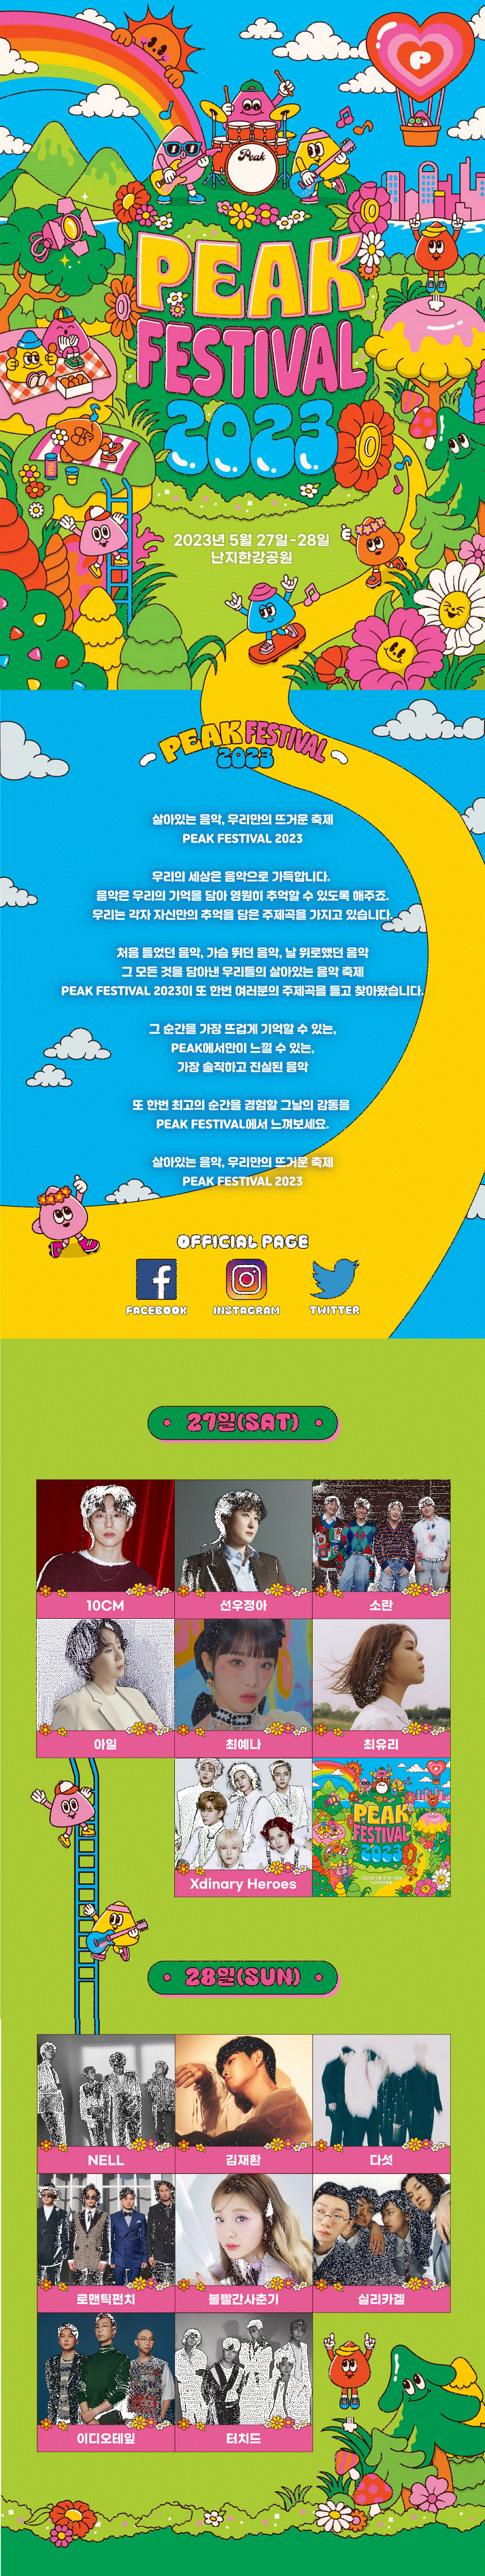 P
Peak
PEAK
FESTIVAL
2023
2023년 5월 27일-28일
난지한강공원
PEAK FESTIVAL
2023
살아있는 음악, 우리만의 뜨거운 축제
PEAK FESTIVAL 2023
우리의 세상은 음악으로 가득합니다.
음악은 우리의 기억을 담아 영원히 추억할 수 있도록 해주죠.
우리는 각자 자신만의 추억을 담은 주제곡을 가지고 있습니다.
처음 들었던 음악, 가슴 뛰던 음악, 날 위로했던 음악
그 모든 것을 담아낸 우리들의 살아있는 음악 축제
PEAK FESTIVAL 2023이 또 한번 여러분의 주제곡을 들고 찾아왔습니다.
그 순간을 가장 뜨겁게 기억할 수 있는,
PEAK에서만이 느낄 수 있는,
가장 솔직하고 진실된 음악
또 한번 최고의 순간을 경험할 그날의 감동을
PEAK FESTIVAL에서 느껴보세요.
살아있는 음악, 우리만의 뜨거운 축제
PEAK FESTIVAL 2023
OFFICIAL PAGE
FACEBOOK INSTAGRAM TWITTER
27일(SAT)
10CM 선우정아 소란
아일 최예나 최유리
PEAK
FESTIVAL
2023
Xdinary Heroes
28일(SUN)
NELL 김재환 다섯
로맨틱펀치 볼빨간사춘기 실리카겔
이디오테잎 터치드